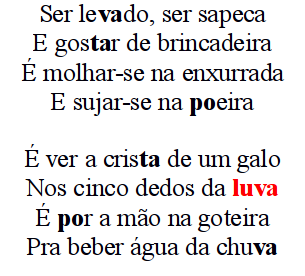 Ser levado, ser sapeca
E gostar de brincadeira
É molhar-se na enxurrada
E sujar-se na poeira

É ver a crista de um galo
Nos cinco dedos da luva
É por a mão na goteira
Pra beber água da chuva